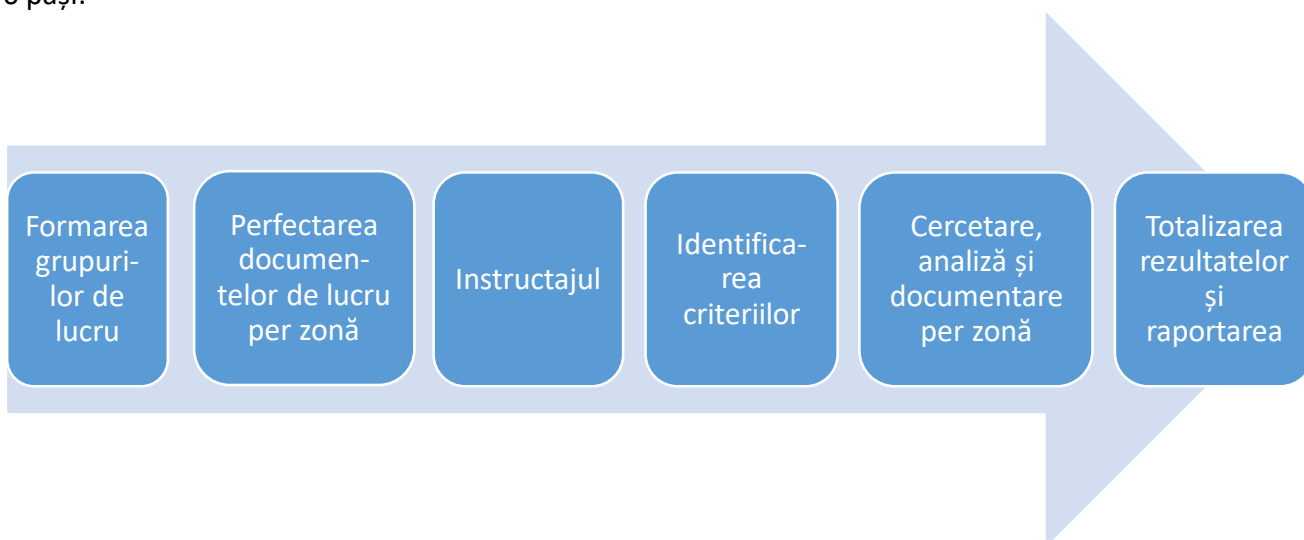 pași.
Formarea
grupuri-
lor de
lucru
Perfectarea
documen-
telor de lucru
per zonă
Instructajul
Identifica-
rea
criteriilor
Cercetare,
analiză și
documentare
per zonă
Totalizarea
rezultatelor
și
raportarea